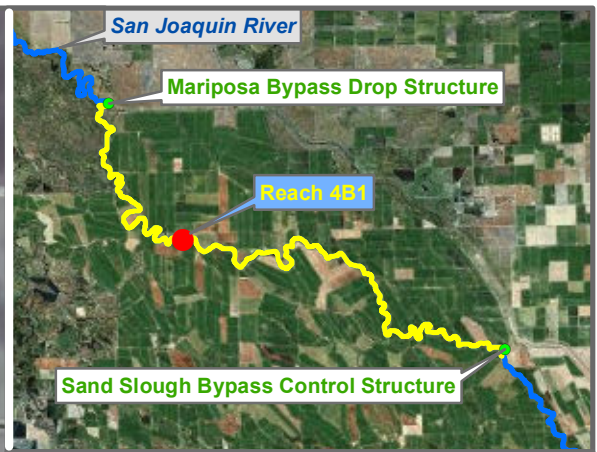 San Joaquin River
Mariposa Bypass Drop Structure
Reach 4B1
Sand Slough Bypass Control Structure